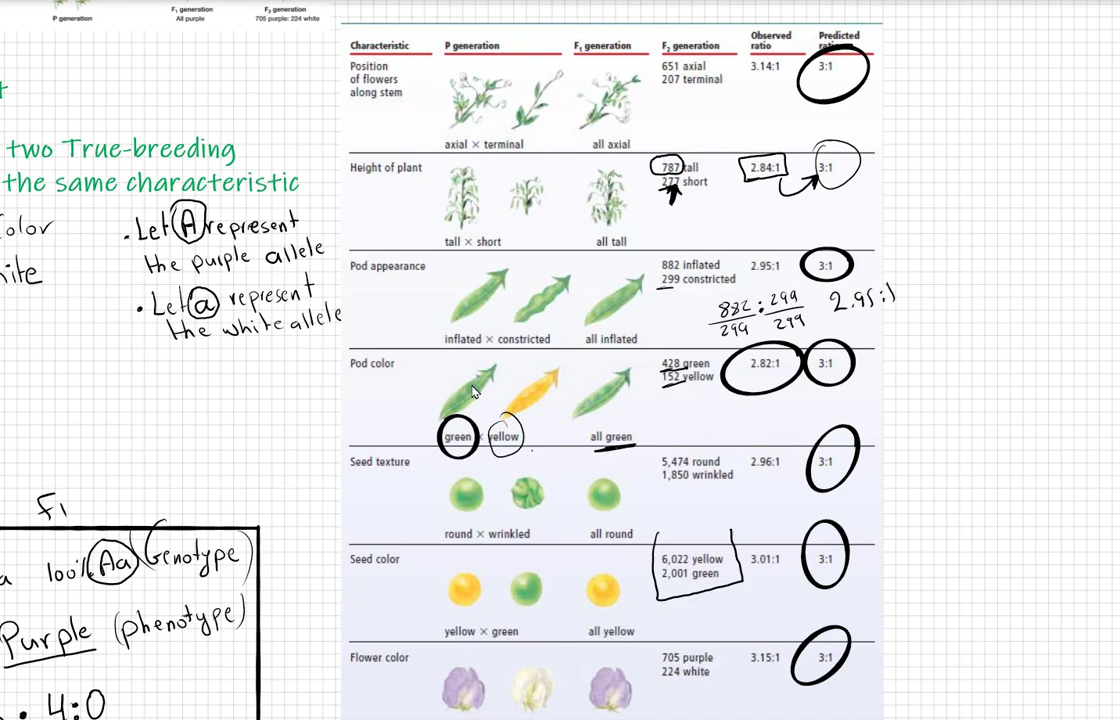 P generation
F₁ generation
All purple
F₂ generation
705 purple: 224 white
two True-breeding
the same characteristic
Color
white
. Let A represent
the purple allele
• Let a represent
the white allele
F1
100% Aa (Genotype)
Purple (phenotype)
• 4:0
Characteristic P generation F₁ generation F₂ generation Observed ratio Predicted ratio
Position
of flowers
along stem
axial × terminal
all axial
651 axial
207 terminal
3.14:1
3:1
Height of plant
tall × short
all tall
787 tall
277 short
2.84:1
3:1
Pod appearance
inflated × constricted
all inflated
882 inflated
299 constricted
2.95:1
3:1
882/299 : 299/299 2.95:1
Pod color
green × yellow
all green
428 green
152 yellow
2.82:1
3:1
Seed texture
round × wrinkled
all round
5,474 round
1,850 wrinkled
2.96:1
3:1
Seed color
yellow × green
all yellow
6,022 yellow
2,001 green
3.01:1
3:1
Flower color
705 purple
224 white
3.15:1
3:1